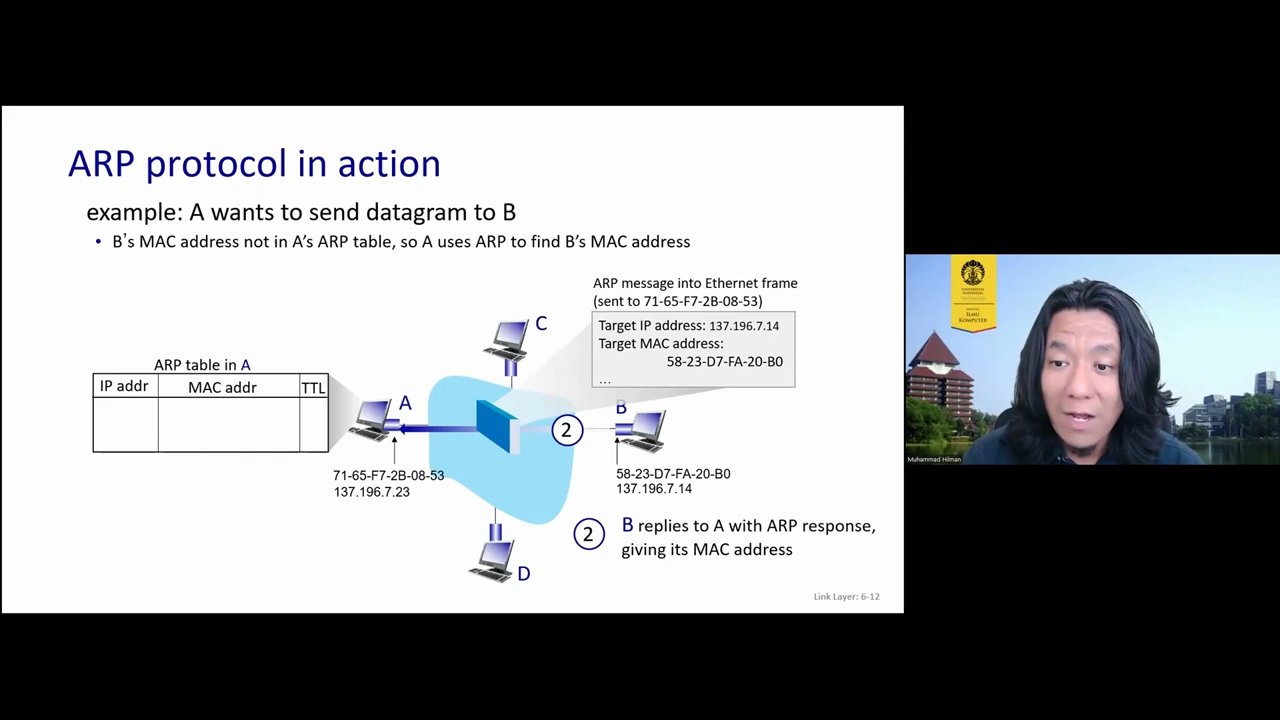 ARP protocol in action
example: A wants to send datagram to B
• B's MAC address not in A's ARP table, so A uses ARP to find B's MAC address
ARP message into Ethernet frame
(sent to 71-65-F7-2B-08-53)
Target IP address: 137.196.7.14
Target MAC address:
58-23-D7-FA-20-B0
...
C
ARP table in A
IP addr MAC addr TTL
A
B
2
71-65-F7-2B-08-53
137.196.7.23
58-23-D7-FA-20-B0
137.196.7.14
2 B replies to A with ARP response,
giving its MAC address
D
Link Layer: 6-12
UNIVERSITAS
INDONESIA
ILMU
KOMPUTER
Muhammad Hilman